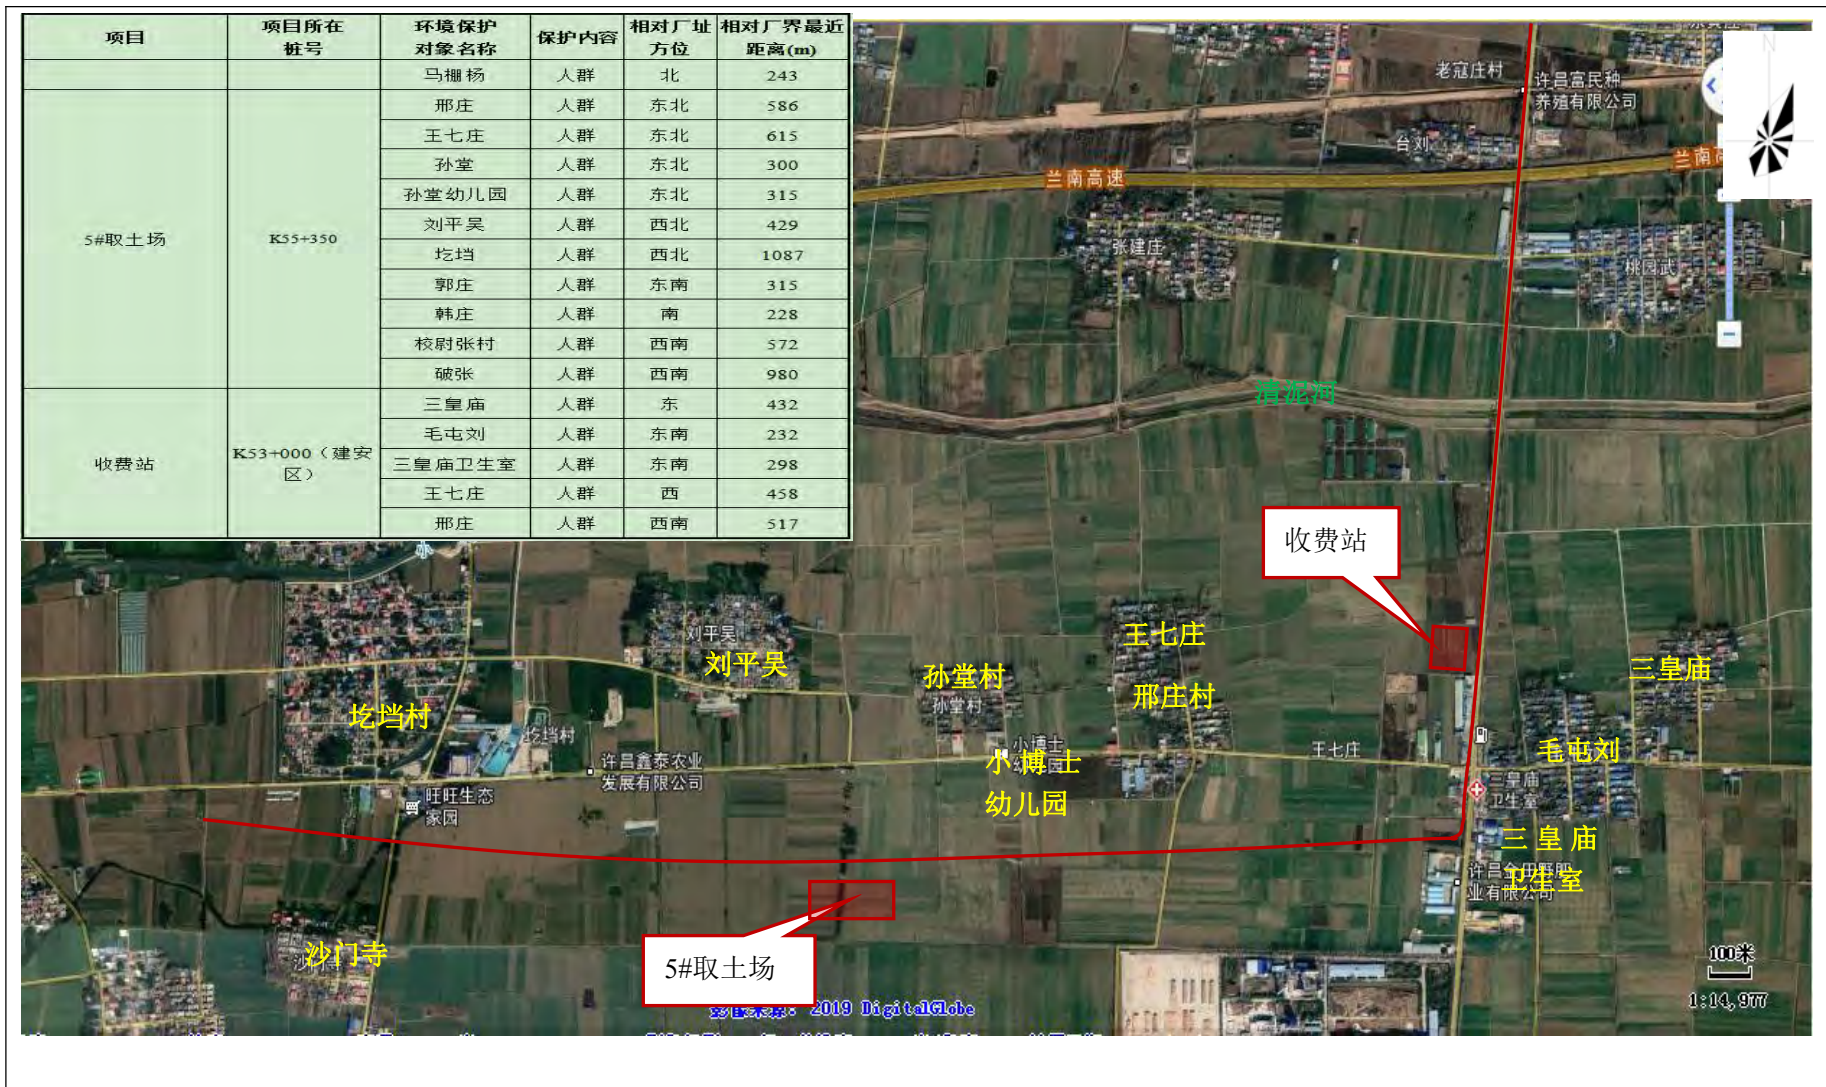 项目 项目所在桩号 环境保护对象名称 保护内容 相对厂址方位 相对厂界最近距离(m)
马棚杨 人群 北 243
5#取土场 K55+350 邢庄 人群 东北 586
王七庄 人群 东北 615
孙堂 人群 东北 300
孙堂幼儿园 人群 东北 315
刘平吴 人群 西北 429
圪垱 人群 西北 1087
郭庄 人群 东南 315
韩庄 人群 南 228
校尉张村 人群 西南 572
破张 人群 西南 980
收费站 K53+000（建安区） 三皇庙 人群 东 432
毛屯刘 人群 东南 232
三皇庙卫生室 人群 东南 298
王七庄 人群 西 458
邢庄 人群 西南 517
N
老寇庄村
许昌富民种
养殖有限公司
台刘
兰南高速
兰南高
张建庄
桃园武
清泥河
收费站
刘平吴
刘平吴
王七庄
孙堂村
孙堂村
邢庄村
三皇庙
圪垱村
圪垱村
许昌鑫泰农业
发展有限公司
小博士
幼儿园
小博士
王七庄
毛屯刘
三皇庙
卫生室
旺旺生态
家园
三皇庙
卫生室
业有限公司
沙门寺
5#取土场
100米
1:14,977
影像来源: 2019 DigitalGlobe